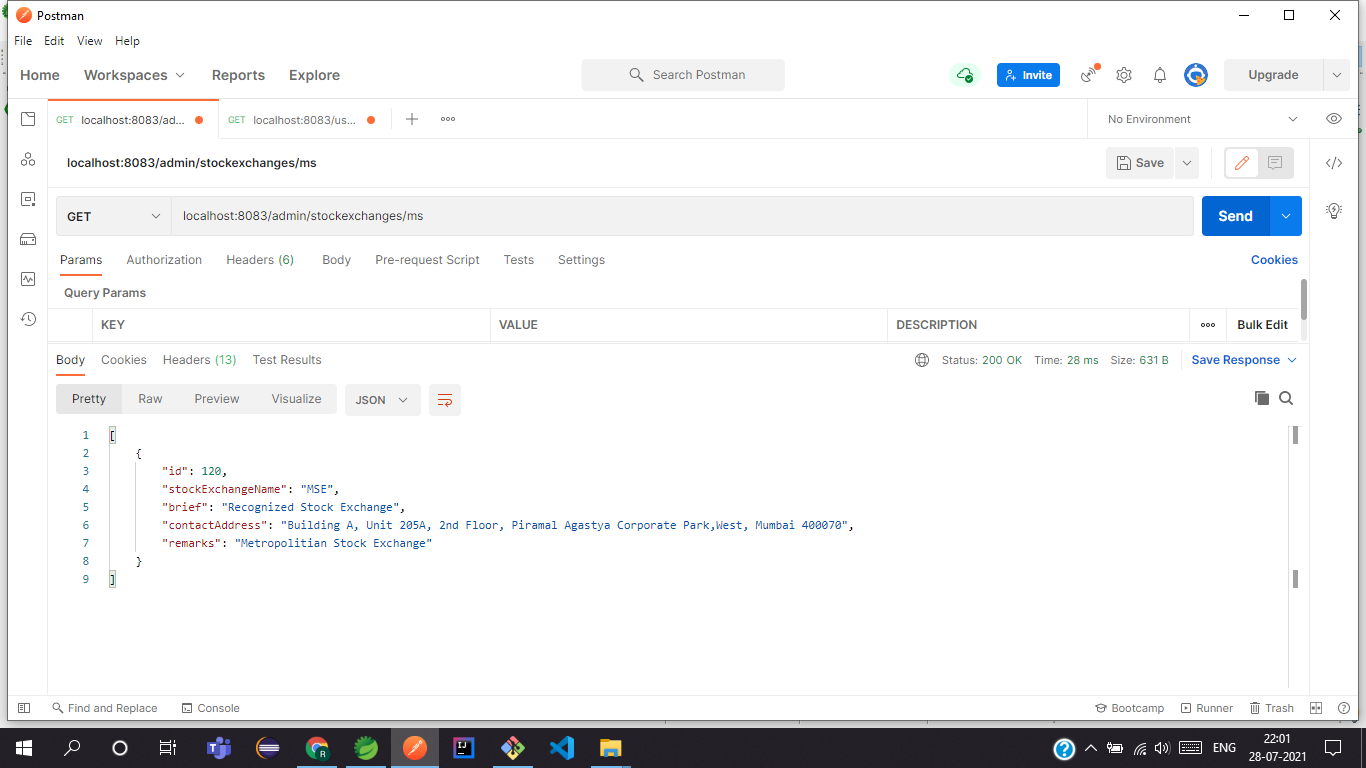 Postman
File Edit View Help
Home Workspaces Reports Explore Search Postman Invite Upgrade
GET localhost:8083/ad... GET localhost:8083/us... No Environment
localhost:8083/admin/stockexchanges/ms Save
GET localhost:8083/admin/stockexchanges/ms Send
Params Authorization Headers (6) Body Pre-request Script Tests Settings Cookies
Query Params
KEY VALUE DESCRIPTION Bulk Edit
Body Cookies Headers (13) Test Results Status: 200 OK Time: 28 ms Size: 631 B Save Response
Pretty Raw Preview Visualize JSON
1 [
2 {
3 "id": 120,
4 "stockExchangeName": "MSE",
5 "brief": "Recognized Stock Exchange",
6 "contactAddress": "Building A, Unit 205A, 2nd Floor, Piramal Agastya Corporate Park,West, Mumbai 400070",
7 "remarks": "Metropolitian Stock Exchange"
8 }
9 ]
Find and Replace Console Bootcamp Runner Trash
ENG 22:01
28-07-2021